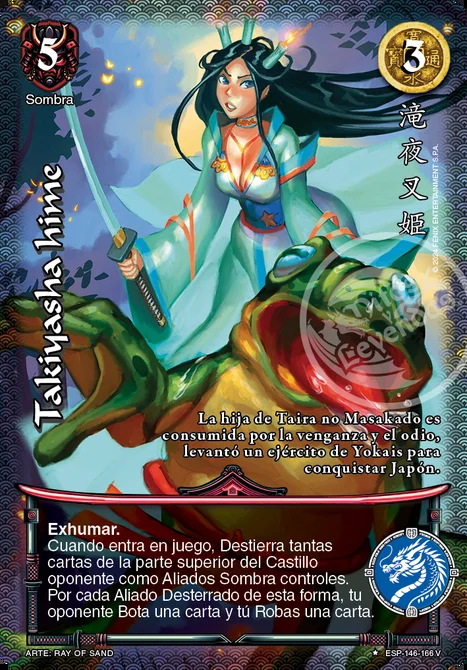 5
3
Sombra
滝夜叉姫
Takiyasha hime
La hija de Taira no Masakado es
consumida por la venganza y el odio,
levantó un ejército de Yokais para
conquistar Japón.
Exhumar.
Cuando entra en juego, Destierra tantas
cartas de la parte superior del Castillo
oponente como Aliados Sombra controles.
Por cada Aliado Desterrado de esta forma, tu
oponente Bota una carta y tú Robas una carta.
ARTE: RAY OF SAND
ESP-146-166 V